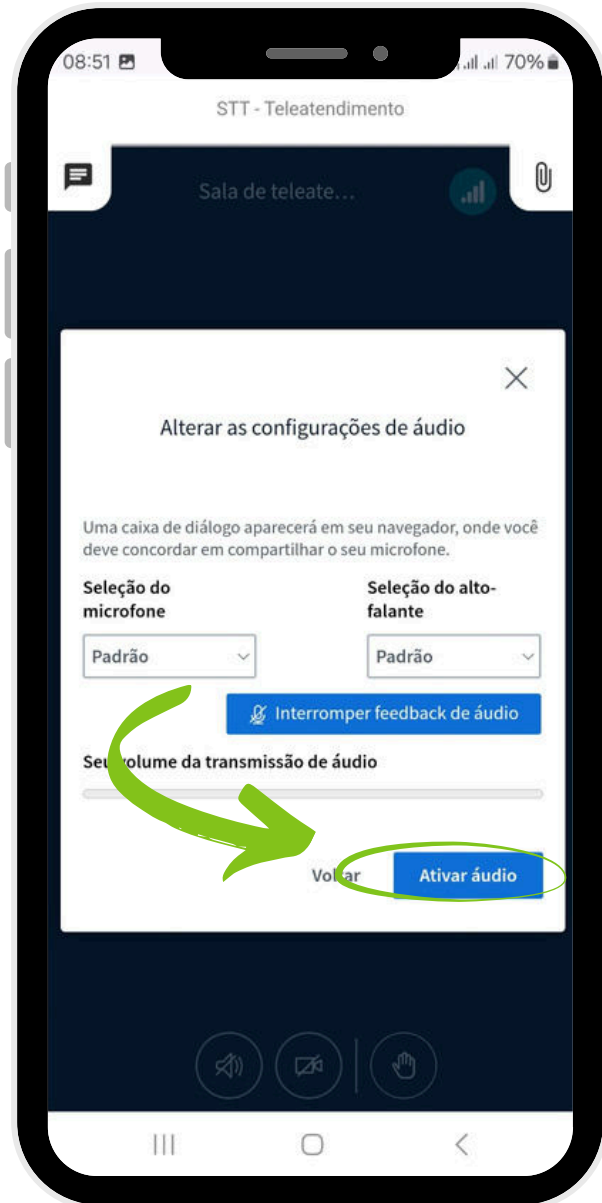 08:51
70%
STT - Teleatendimento
Sala de teleate...
Alterar as configurações de áudio
Uma caixa de diálogo aparecerá em seu navegador, onde você
deve concordar em compartilhar o seu microfone.
Seleção do
microfone
Seleção do alto-
falante
Padrão
Padrão
Interromper feedback de áudio
Seu volume da transmissão de áudio
Voltar
Ativar áudio